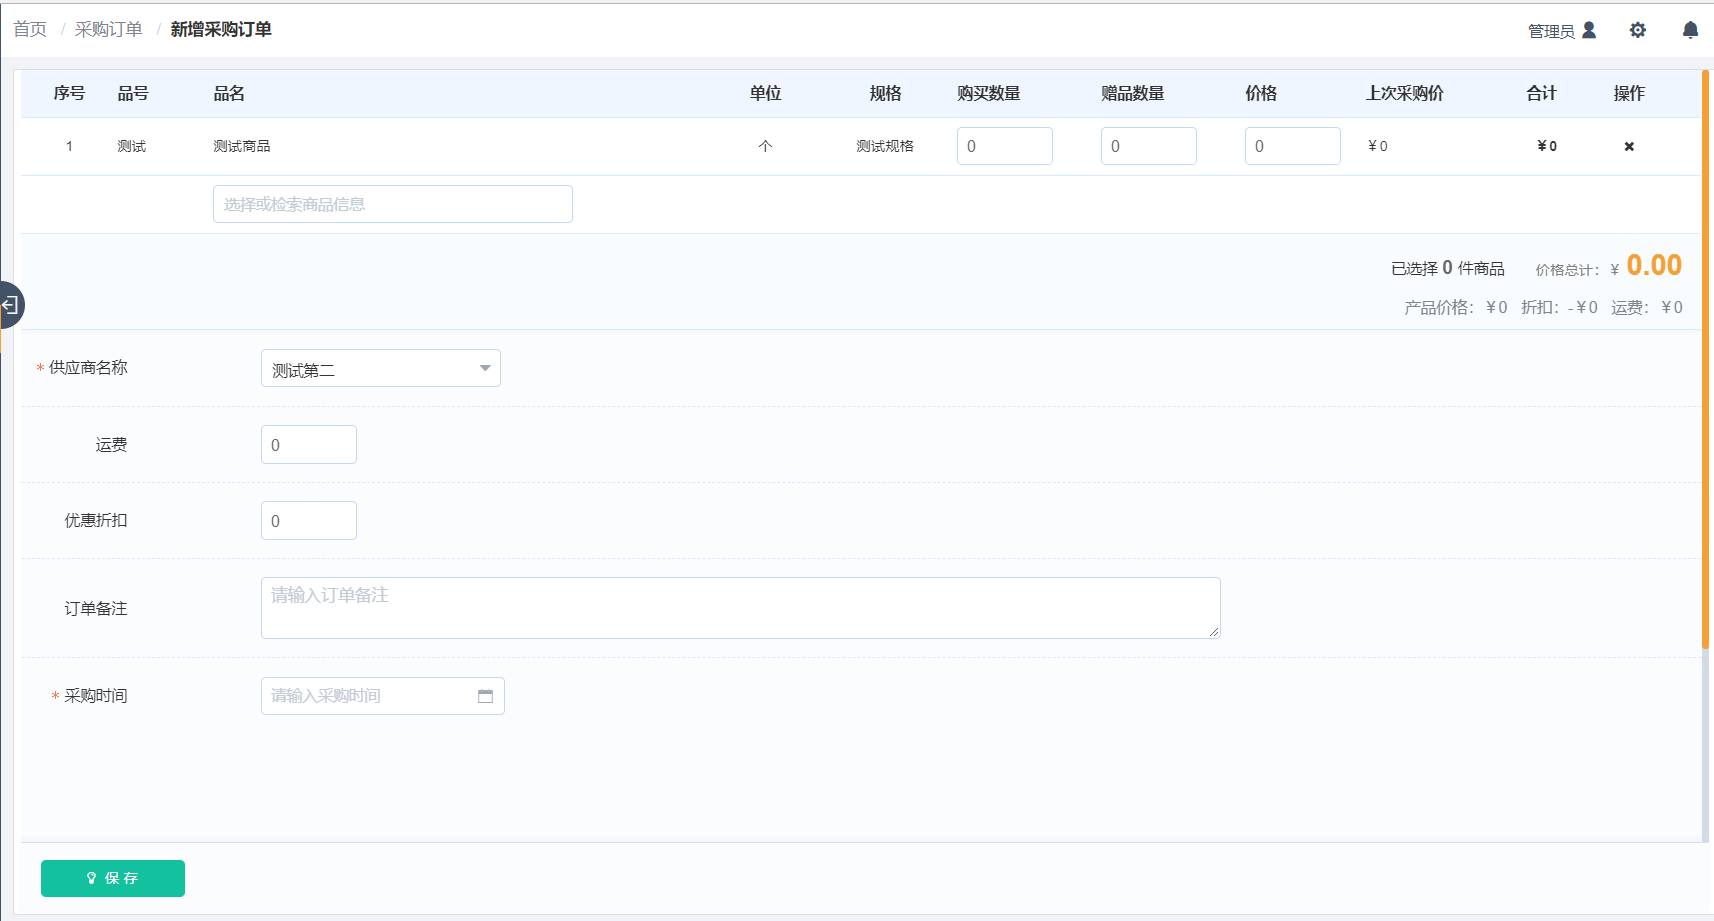 首页 / 采购订单 / 新增采购订单
管理员
序号 品号 品名 单位 规格 购买数量 赠品数量 价格 上次采购价 合计 操作
1 测试 测试商品 个 测试规格 0 0 0 ¥0 ¥0
选择或检索商品信息
已选择 0 件商品 价格总计：¥ 0.00
产品价格：¥0 折扣：-¥0 运费：¥0
* 供应商名称 测试第二
运费 0
优惠折扣 0
订单备注 请输入订单备注
* 采购时间 请输入采购时间
保存